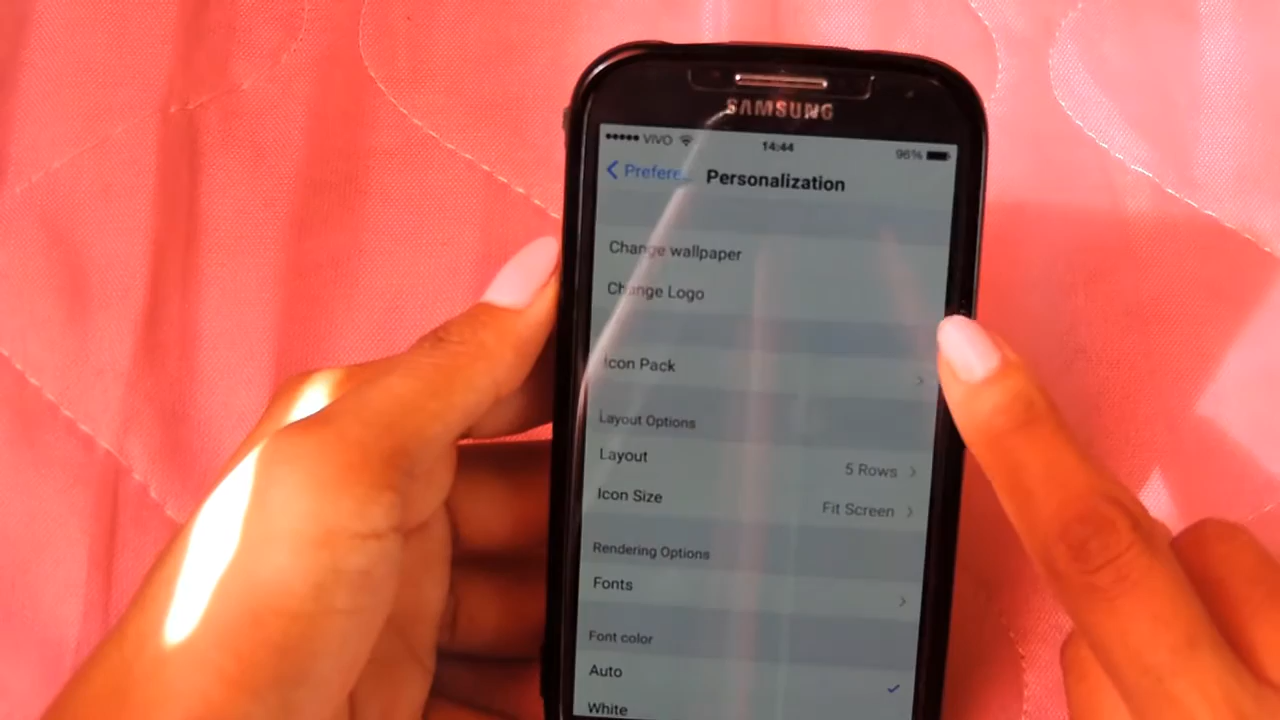 SAMSUNG
VIVO 14:44 96%
Prefere... Personalization
Change wallpaper
Change Logo
Icon Pack
Layout Options
Layout 5 Rows
Icon Size Fit Screen
Rendering Options
Fonts
Font color
Auto
White